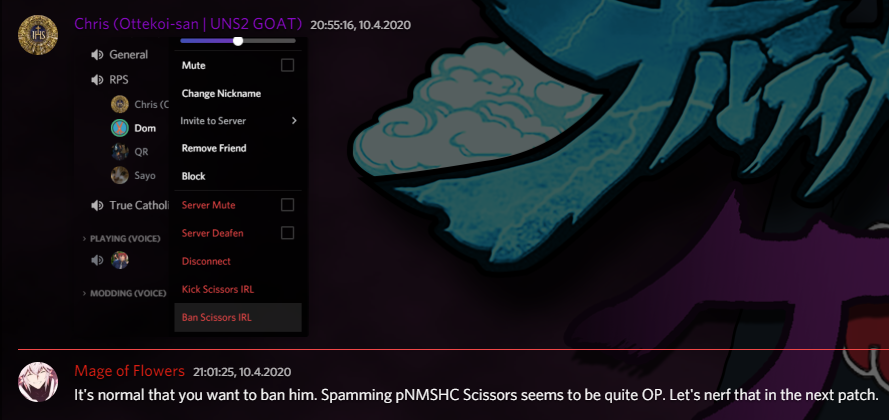 Chris (Ottekoi-san | UNS2 GOAT) 20:55:16, 10.4.2020
General
RPS
Chris (C
Dom
QR
Sayo
True Catholi
PLAYING (VOICE)
MODDING (VOICE)
Mute
Change Nickname
Invite to Server
Remove Friend
Block
Server Mute
Server Deafen
Disconnect
Kick Scissors IRL
Ban Scissors IRL
Mage of Flowers 21:01:25, 10.4.2020
It's normal that you want to ban him. Spamming pNMSHC Scissors seems to be quite OP. Let's nerf that in the next patch.